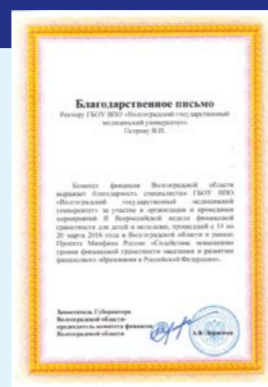 Благодарственное письмо
Ректору ГБОУ ВПО «Волгоградский государственный
медицинский университет»
Петрову В.И.
Комитет финансов Волгоградской области
выражает благодарность специалистам ГБОУ ВПО
«Волгоградский государственный медицинский
университет» за участие в организации и проведении
мероприятий II Всероссийской недели финансовой
грамотности для детей и молодежи, прошедшей с 14 по
20 марта 2016 года в Волгоградской области в рамках
Проекта Минфина России «Содействие повышению
уровня финансовой грамотности населения и развитию
финансового образования в Российской Федерации».
Заместитель Губернатора
Волгоградской области-
председатель комитета финансов
Волгоградской области